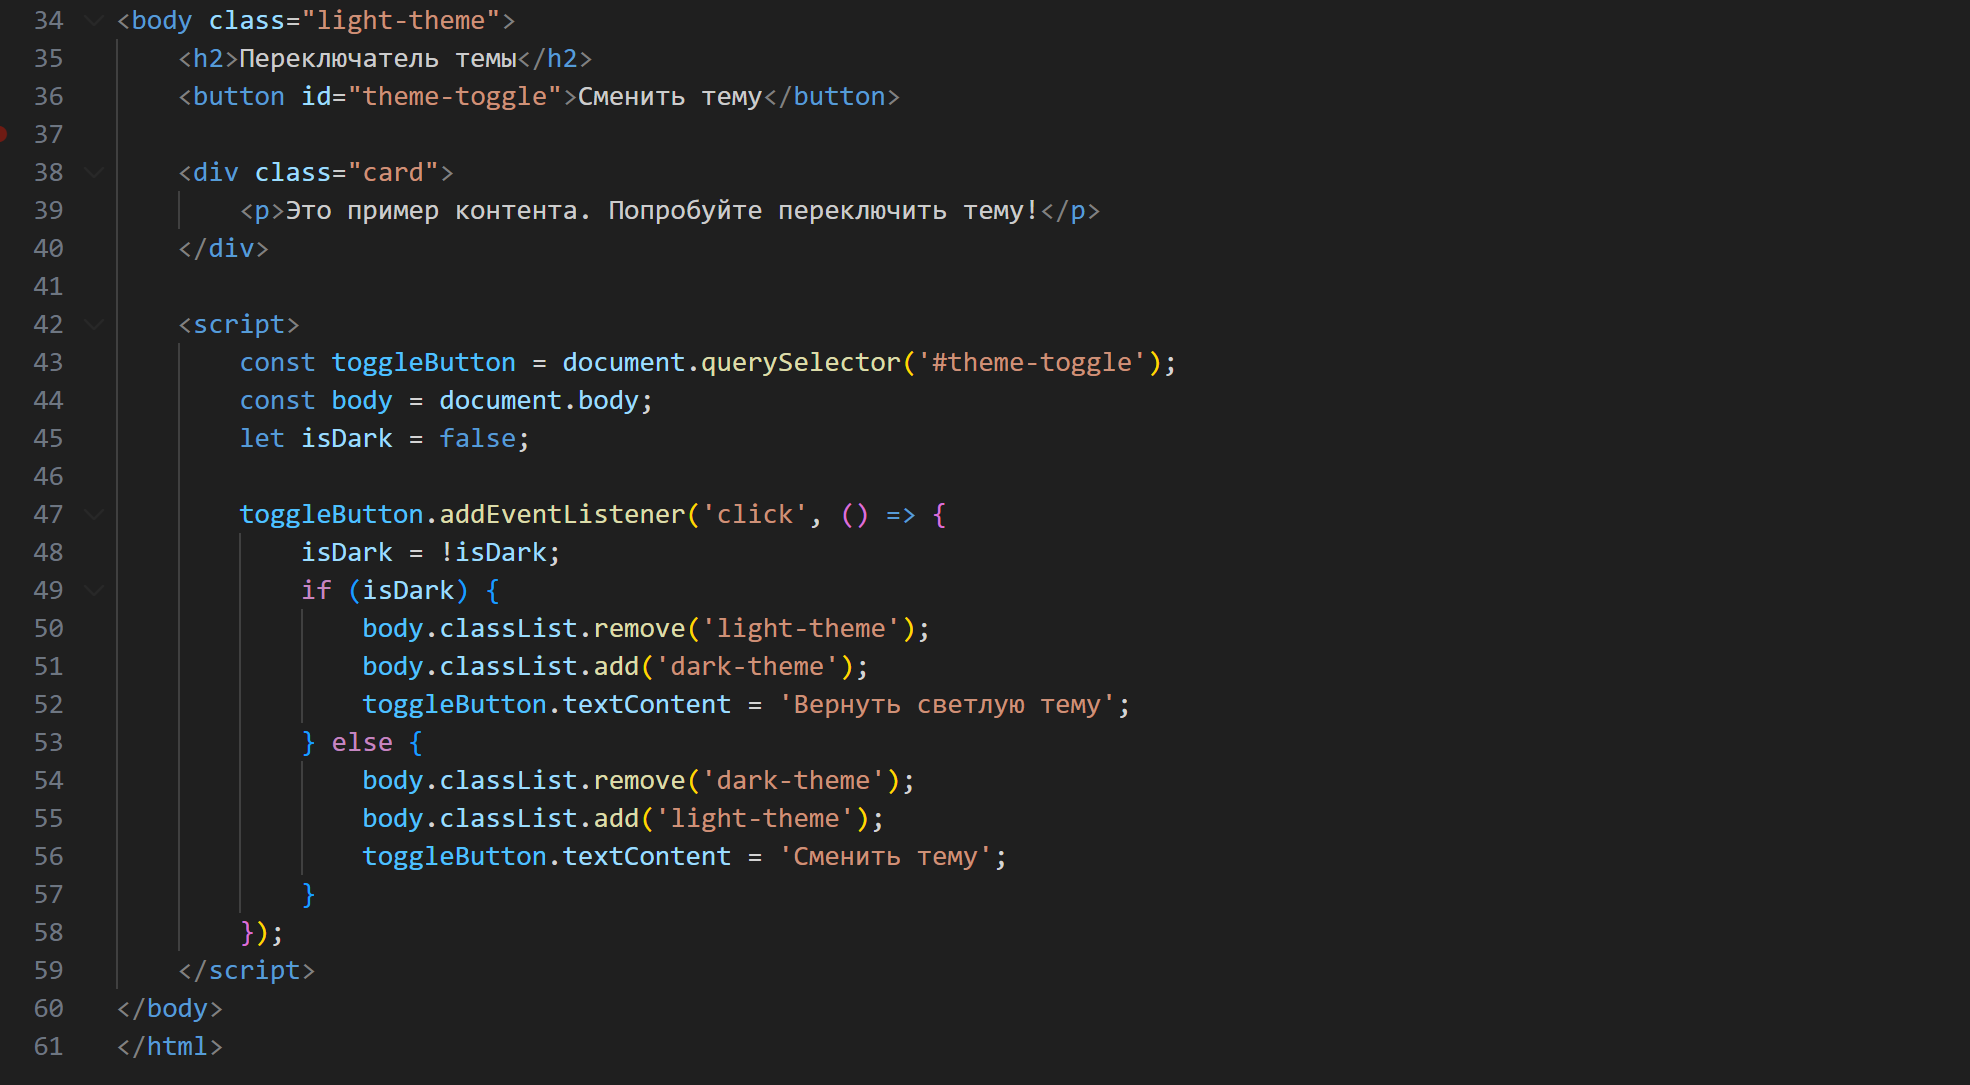 34 <body class="light-theme">
35     <h2>Переключатель темы</h2>
36     <button id="theme-toggle">Сменить тему</button>
37
38     <div class="card">
39         <p>Это пример контента. Попробуйте переключить тему!</p>
40     </div>
41
42     <script>
43         const toggleButton = document.querySelector('#theme-toggle');
44         const body = document.body;
45         let isDark = false;
46
47         toggleButton.addEventListener('click', () => {
48             isDark = !isDark;
49             if (isDark) {
50                 body.classList.remove('light-theme');
51                 body.classList.add('dark-theme');
52                 toggleButton.textContent = 'Вернуть светлую тему';
53             } else {
54                 body.classList.remove('dark-theme');
55                 body.classList.add('light-theme');
56                 toggleButton.textContent = 'Сменить тему';
57             }
58         });
59     </script>
60 </body>
61 </html>